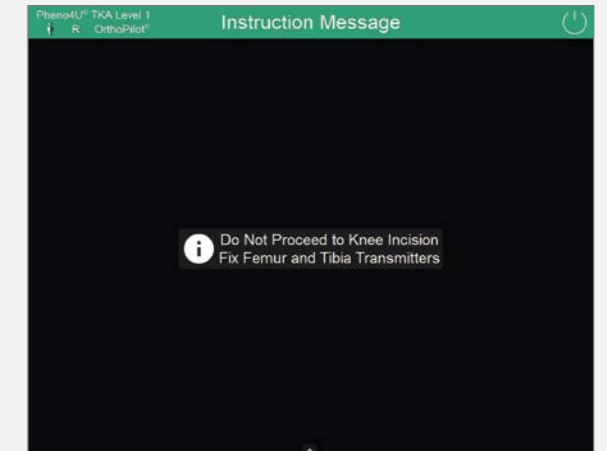 Pheno4U® TKA Level 1
R OrthoPilot®
Instruction Message
Do Not Proceed to Knee Incision
Fix Femur and Tibia Transmitters